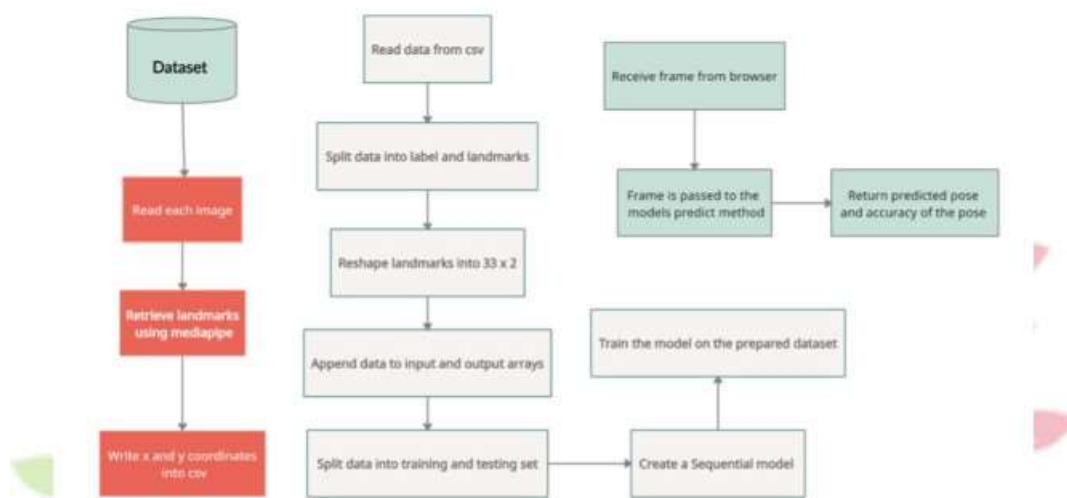 Dataset
Read each image
Retrieve landmarks
using mediapipe
Write x and y coordinates
into csv
Read data from csv
Split data into label and landmarks
Reshape landmarks into 33 x 2
Append data to input and output arrays
Split data into training and testing set
Create a Sequential model
Train the model on the prepared dataset
Receive frame from browser
Frame is passed to the
models predict method
Return predicted pose
and accuracy of the pose